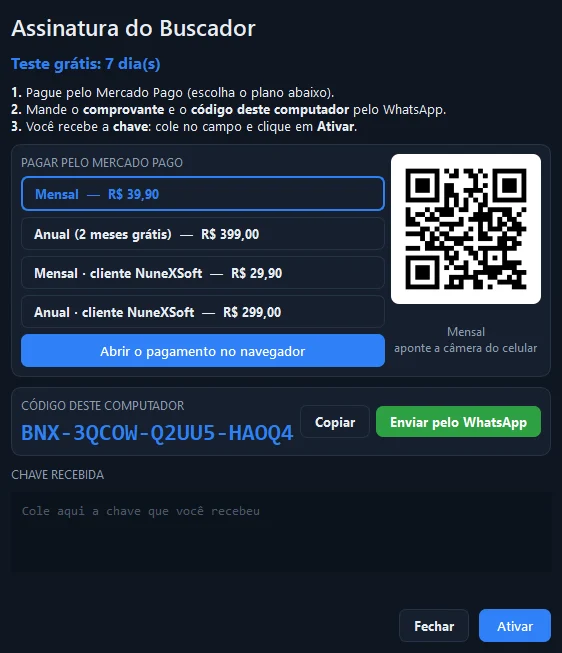 Assinatura do Buscador
Teste grátis: 7 dia(s)
1. Pague pelo Mercado Pago (escolha o plano abaixo).
2. Mande o comprovante e o código deste computador pelo WhatsApp.
3. Você recebe a chave: cole no campo e clique em Ativar.
PAGAR PELO MERCADO PAGO
Mensal — R$ 39,90
Anual (2 meses grátis) — R$ 399,00
Mensal · cliente NuneXSoft — R$ 29,90
Anual · cliente NuneXSoft — R$ 299,00
Abrir o pagamento no navegador
Mensal
aponte a câmera do celular
CÓDIGO DESTE COMPUTADOR
BNX-3QCOW-Q2UU5-HAOQ4
Copiar
Enviar pelo WhatsApp
CHAVE RECEBIDA
Cole aqui a chave que você recebeu
Fechar
Ativar